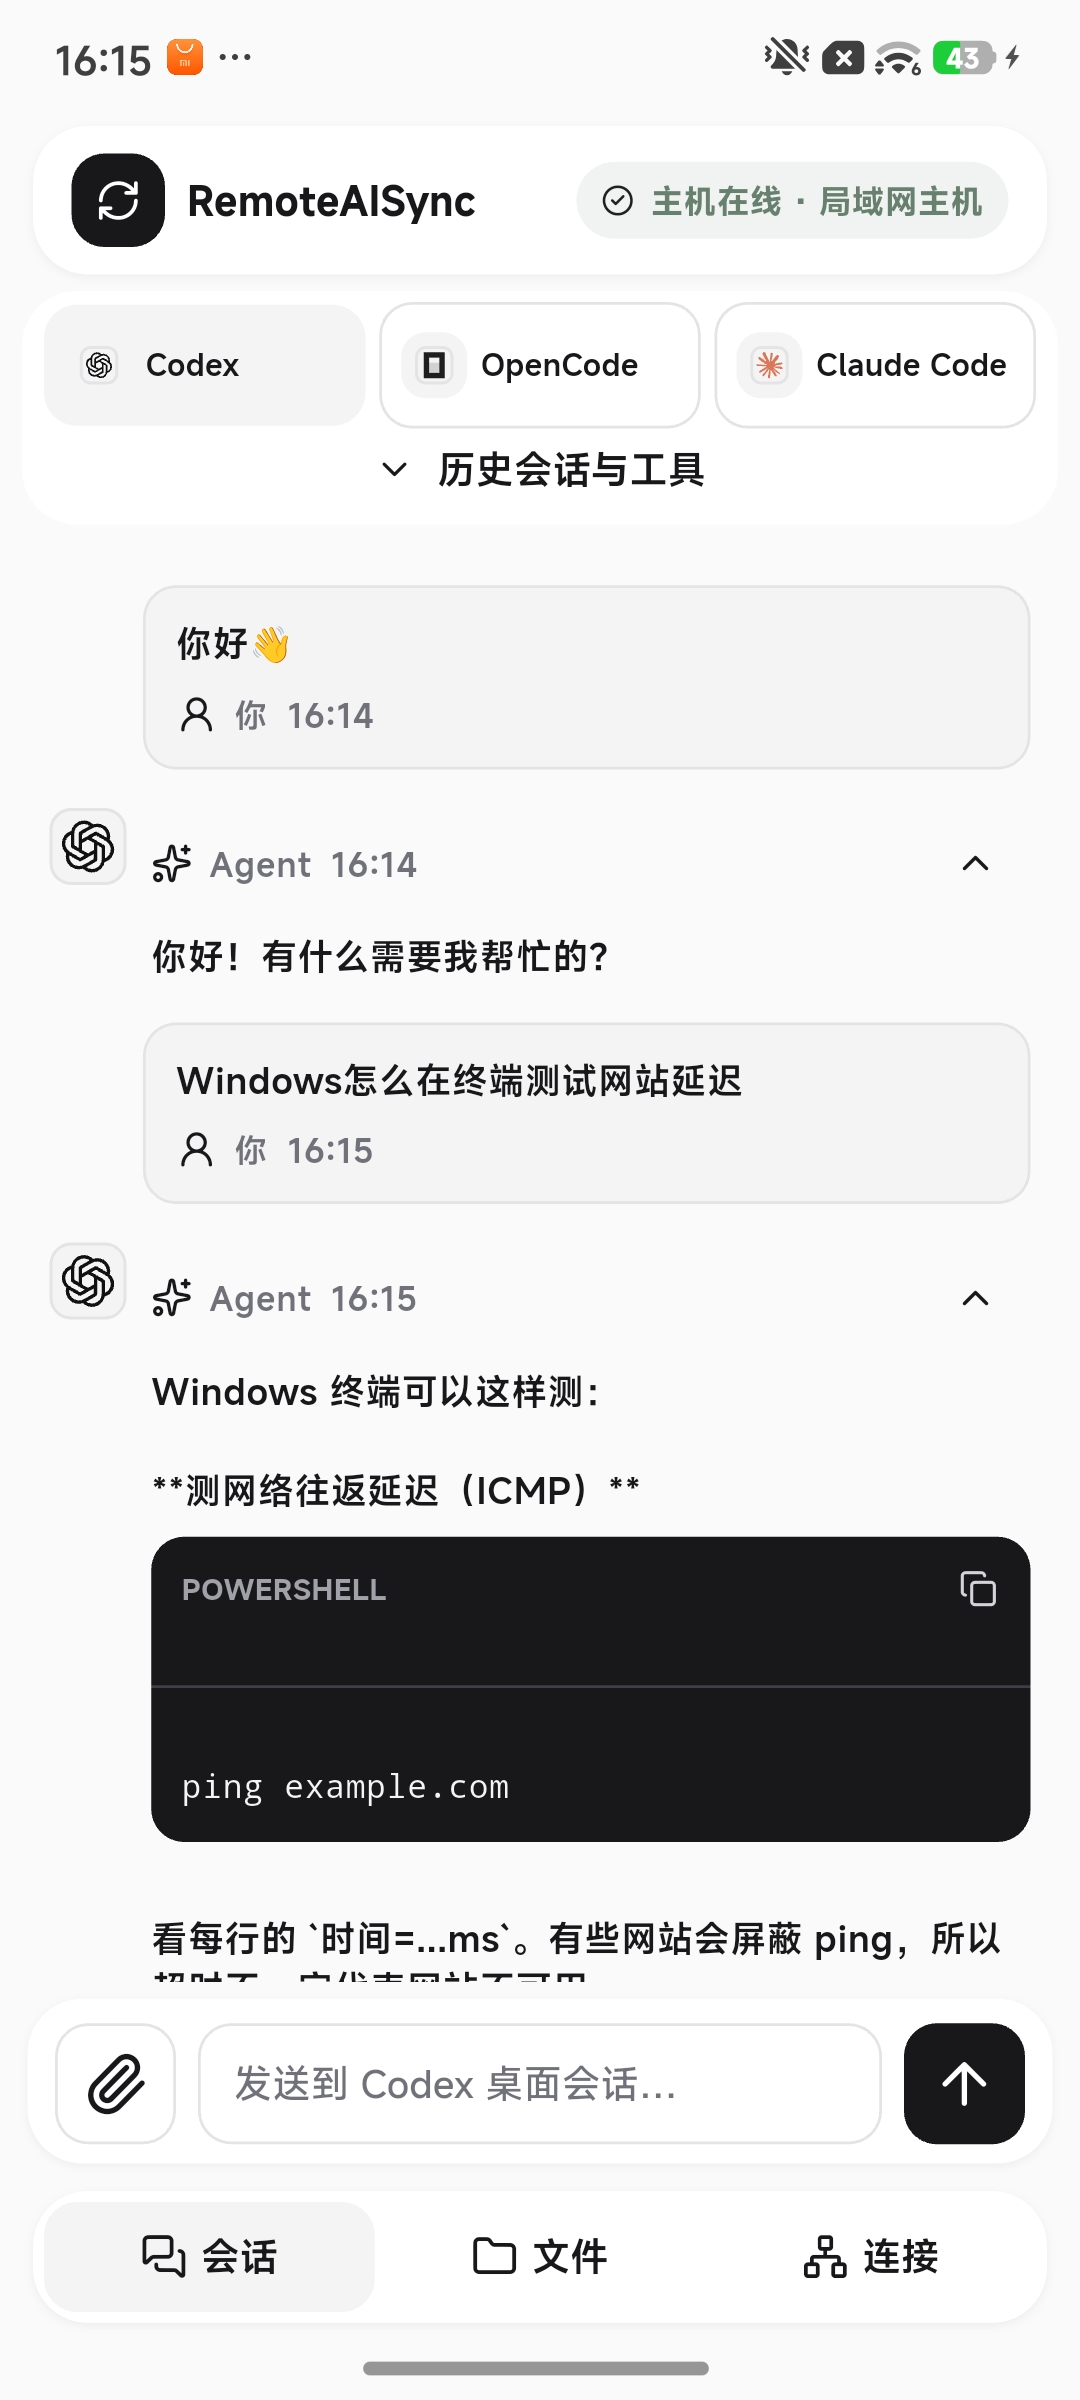 16:15 ... 43
RemoteAISync 主机在线 · 局域网主机
Codex OpenCode Claude Code
历史会话与工具
你好👋
你 16:14
Agent 16:14
你好！有什么需要我帮忙的？
Windows怎么在终端测试网站延迟
你 16:15
Agent 16:15
Windows 终端可以这样测：
**测网络往返延迟（ICMP）**
POWERSHELL
ping example.com
看每行的 `时间=...ms`。有些网站会屏蔽 ping，所以
发送到 Codex 桌面会话...
会话 文件 连接